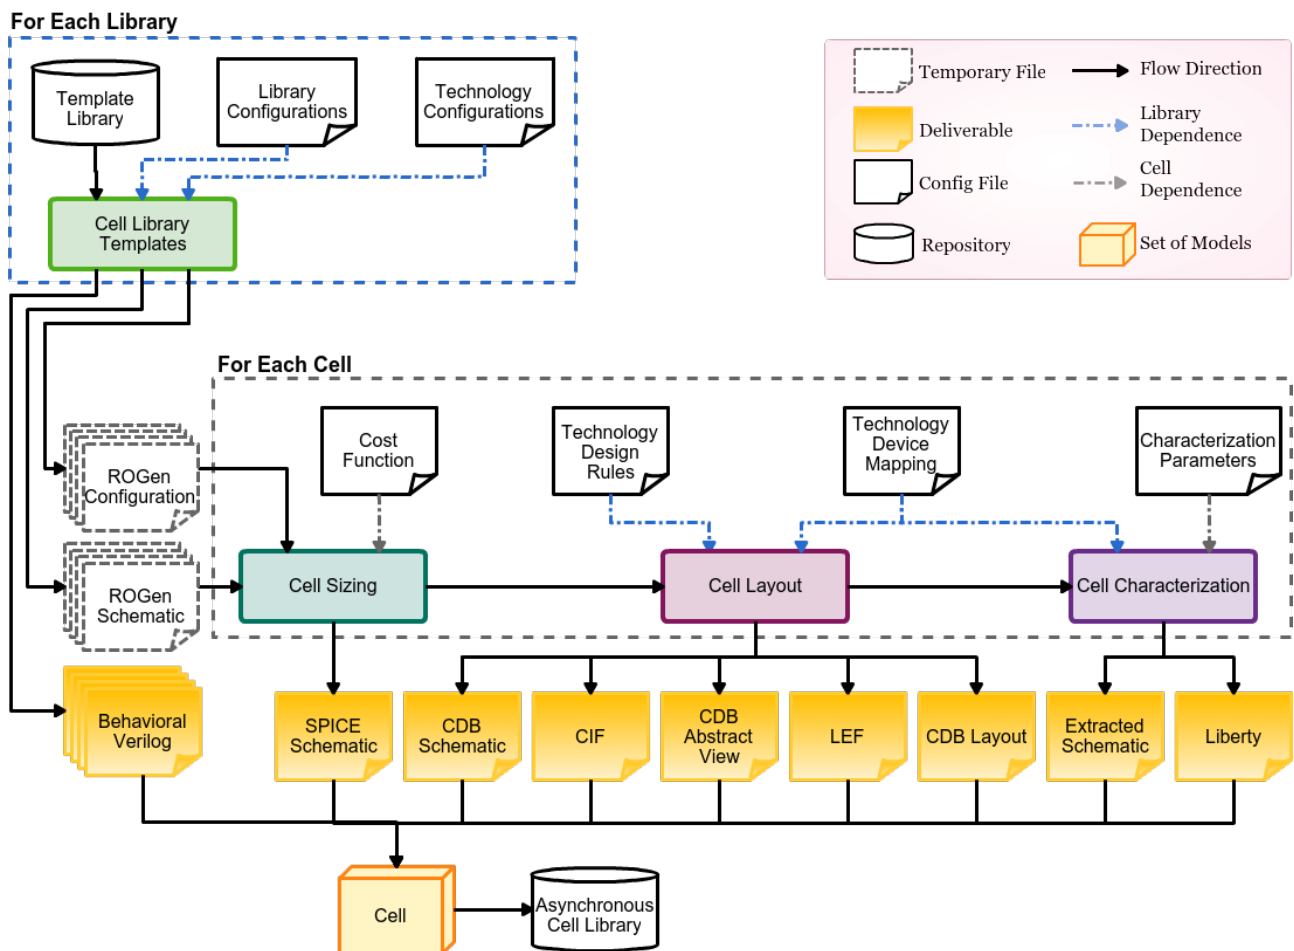 For Each Library
Template
Library
Library
Configurations
Technology
Configurations
Cell Library
Templates
Temporary File
Flow Direction
Deliverable
Library
Dependence
Config File
Cell
Dependence
Repository
Set of Models
For Each Cell
ROGen
Configuration
Cost
Function
Technology
Design
Rules
Technology
Device
Mapping
Characterization
Parameters
ROGen
Schematic
Cell Sizing
Cell Layout
Cell Characterization
Behavioral
Verilog
SPICE
Schematic
CDB
Schematic
CIF
CDB
Abstract
View
LEF
CDB Layout
Extracted
Schematic
Liberty
Cell
Asynchronous
Cell Library